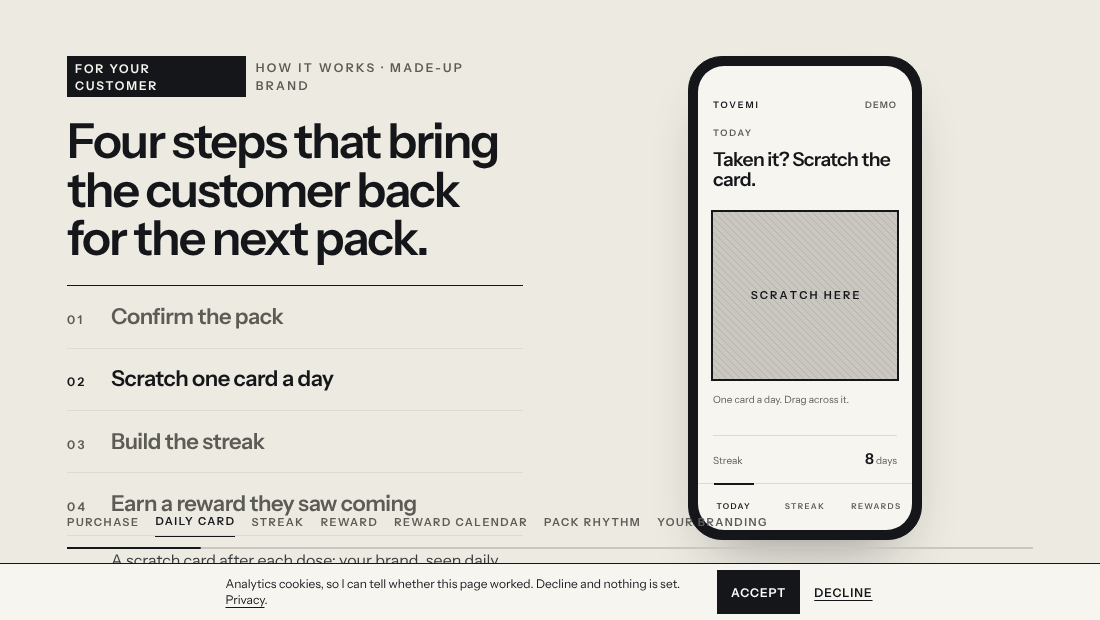 FOR YOUR
CUSTOMER
HOW IT WORKS · MADE-UP
BRAND
Four steps that bring
the customer back
for the next pack.
01 Confirm the pack
02 Scratch one card a day
03 Build the streak
04 Earn a reward they saw coming
A scratch card after each dose: your brand, seen daily.
TOVEMI DEMO
TODAY
Taken it? Scratch the
card.
SCRATCH HERE
One card a day. Drag across it.
Streak 8 days
TODAY STREAK REWARDS
PURCHASE DAILY CARD STREAK REWARD REWARD CALENDAR PACK RHYTHM YOUR BRANDING
Analytics cookies, so I can tell whether this page worked. Decline and nothing is set.
Privacy.
ACCEPT DECLINE